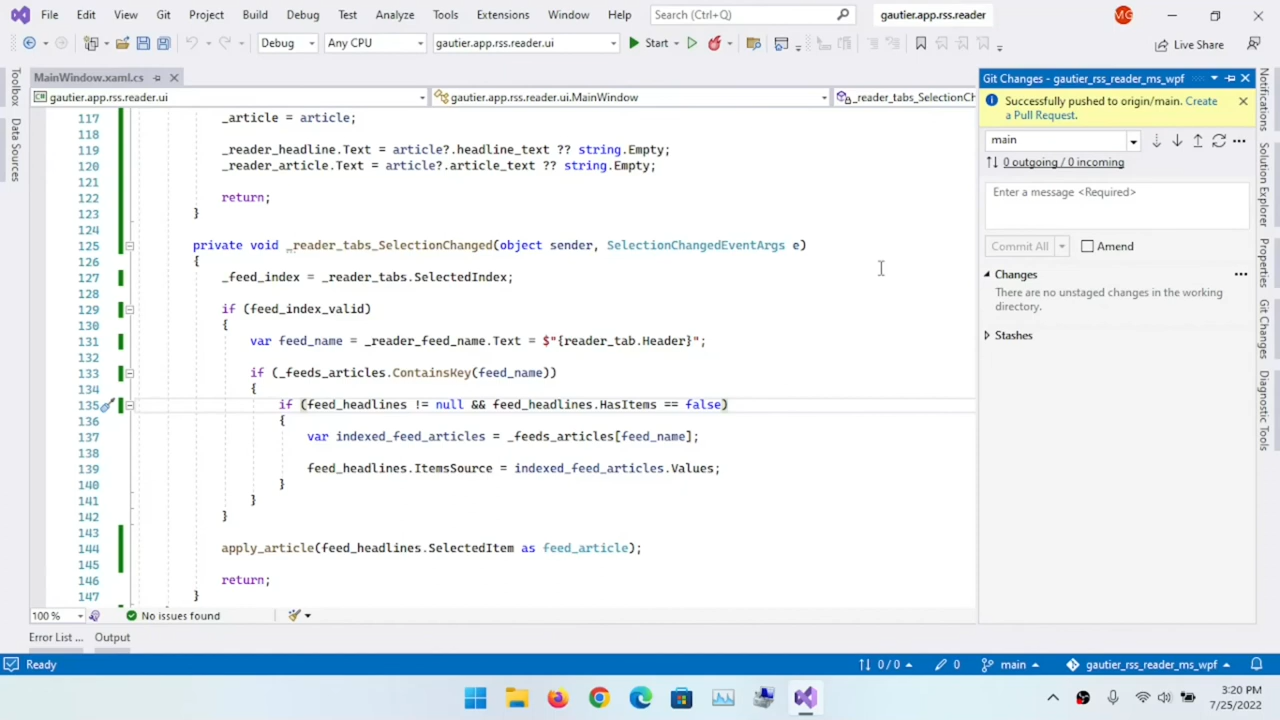 File Edit View Git Project Build Debug Test Analyze Tools Extensions Window Help Search (Ctrl+Q) gautier.app.rss.reader MG
Debug Any CPU gautier.app.rss.reader.ui Start Live Share
MainWindow.xaml.cs
gautier.app.rss.reader.ui gautier.app.rss.reader.ui.MainWindow _reader_tabs_SelectionCh
Toolbox
Data Sources
117 _article = article;
118
119 _reader_headline.Text = article?.headline_text ?? string.Empty;
120 _reader_article.Text = article?.article_text ?? string.Empty;
121
122 return;
123 }
124
125 private void _reader_tabs_SelectionChanged(object sender, SelectionChangedEventArgs e)
126 {
127 _feed_index = _reader_tabs.SelectedIndex;
128
129 if (feed_index_valid)
130 {
131 var feed_name = _reader_feed_name.Text = $"{reader_tab.Header}";
132
133 if (_feeds_articles.ContainsKey(feed_name))
134 {
135 if (feed_headlines != null && feed_headlines.HasItems == false)
136 {
137 var indexed_feed_articles = _feeds_articles[feed_name];
138
139 feed_headlines.ItemsSource = indexed_feed_articles.Values;
140 }
141 }
142 }
143
144 apply_article(feed_headlines.SelectedItem as feed_article);
145
146 return;
147 }
100 % No issues found
Error List ... Output
Git Changes - gautier_rss_reader_ms_wpf
Successfully pushed to origin/main. Create
a Pull Request.
main
0 outgoing / 0 incoming
Enter a message <Required>
Commit All Amend
Changes
There are no unstaged changes in the working
directory.
Stashes
Notifications
Solution Explorer
Properties
Git Changes
Diagnostic Tools
Ready 0 / 0 0 main gautier_rss_reader_ms_wpf
3:20 PM
7/25/2022